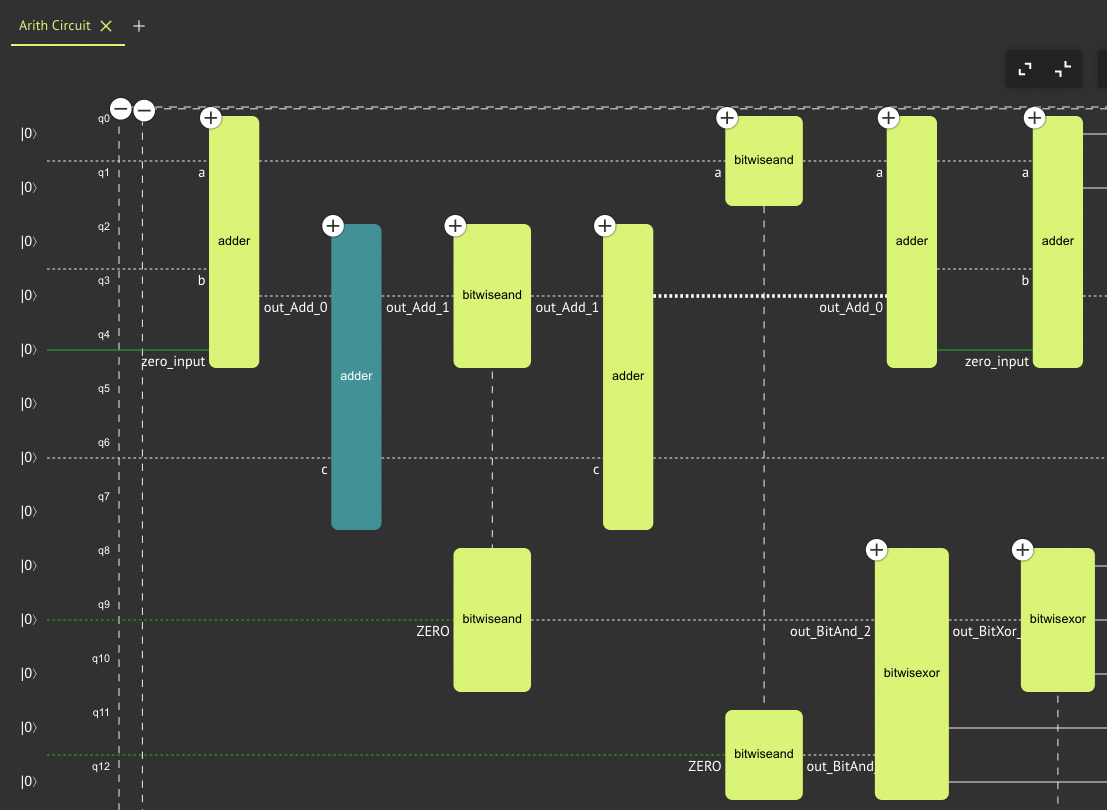 Arith Circuit
q0
|0⟩
q1
a
a bitwiseand
a
a
|0⟩
q2
|0⟩
adder
adder
adder
q3
b
b
|0⟩
bitwiseand
out_Add_0
out_Add_1
out_Add_1
out_Add_0
q4
|0⟩
zero_input
zero_input
adder
adder
q5
|0⟩
q6
|0⟩
c
c
q7
|0⟩
q8
|0⟩
q9
|0⟩
bitwiseand
bitwisexor
ZERO
out_BitAnd_2
out_BitXor_
q10
|0⟩
bitwisexor
q11
|0⟩
bitwiseand
q12
ZERO
out_BitAnd_
|0⟩